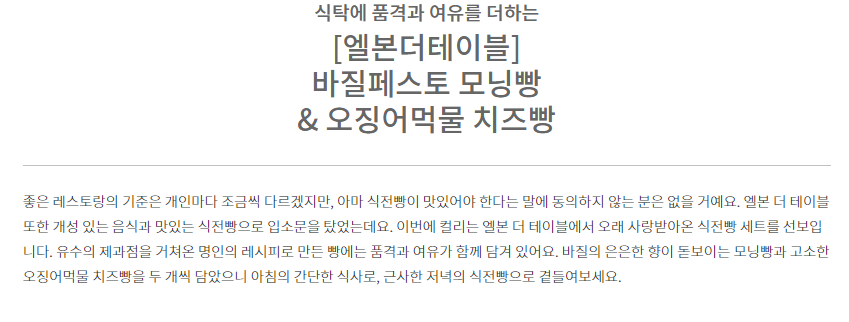 식탁에 품격과 여유를 더하는
[엘본더테이블]
바질페스토 모닝빵
& 오징어먹물 치즈빵
좋은 레스토랑의 기준은 개인마다 조금씩 다르겠지만, 아마 식전빵이 맛있어야 한다는 말에 동의하지 않는 분은 없을 거예요. 엘본 더 테이블
또한 개성 있는 음식과 맛있는 식전빵으로 입소문을 탔었는데요. 이번에 컬리는 엘본 더 테이블에서 오래 사랑받아온 식전빵 세트를 선보입
니다. 유수의 제과점을 거쳐온 명인의 레시피로 만든 빵에는 품격과 여유가 함께 담겨 있어요. 바질의 은은한 향이 돋보이는 모닝빵과 고소한
오징어먹물 치즈빵을 두 개씩 담았으니 아침의 간단한 식사로, 근사한 저녁의 식전빵으로 곁들여보세요.